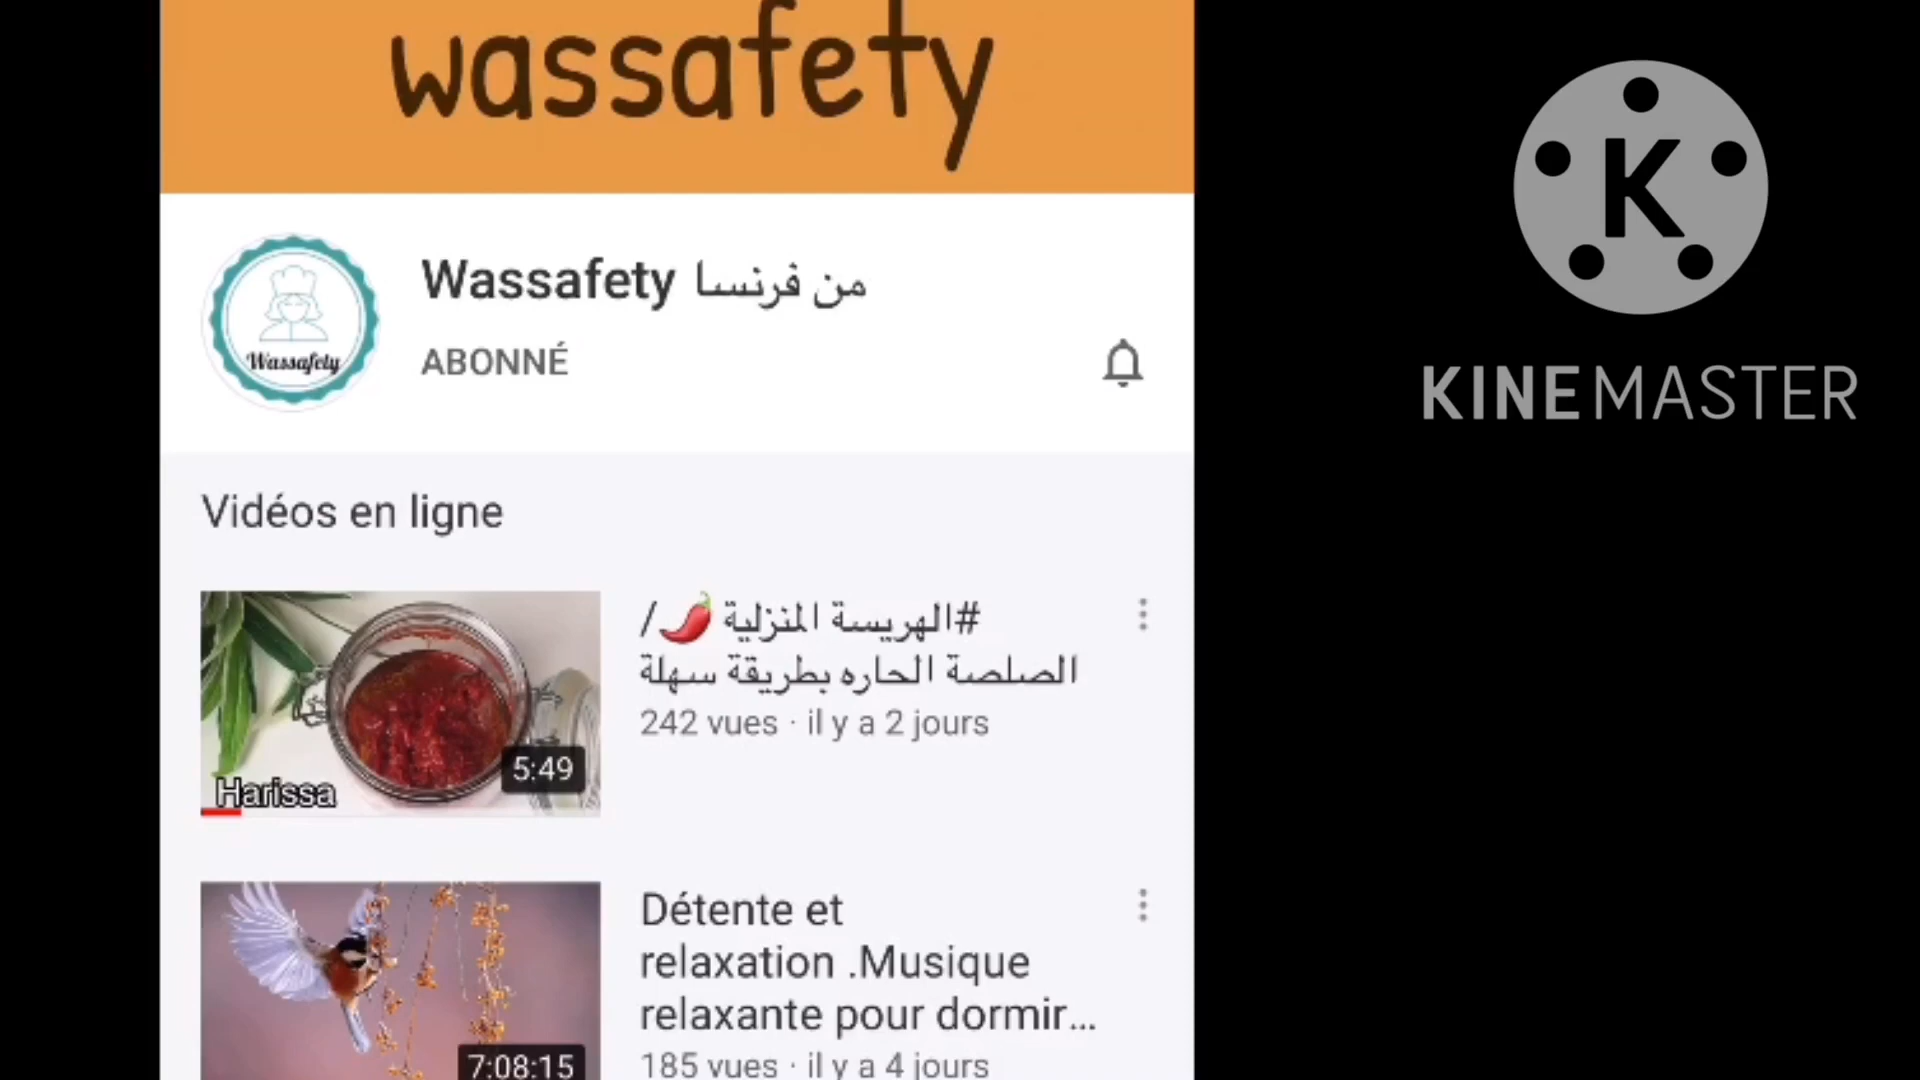 wassafety
Wassafety من فرنسا
ABONNÉ
Wassafety
Vidéos en ligne
#الهريسة المنزلية 🌶️/
الصلصة الحاره بطريقة سهلة
242 vues · il y a 2 jours
5:49
Harissa
Détente et
relaxation .Musique
relaxante pour dormir...
185 vues · il y a 4 jours
7:08:15
K
KINEMASTER